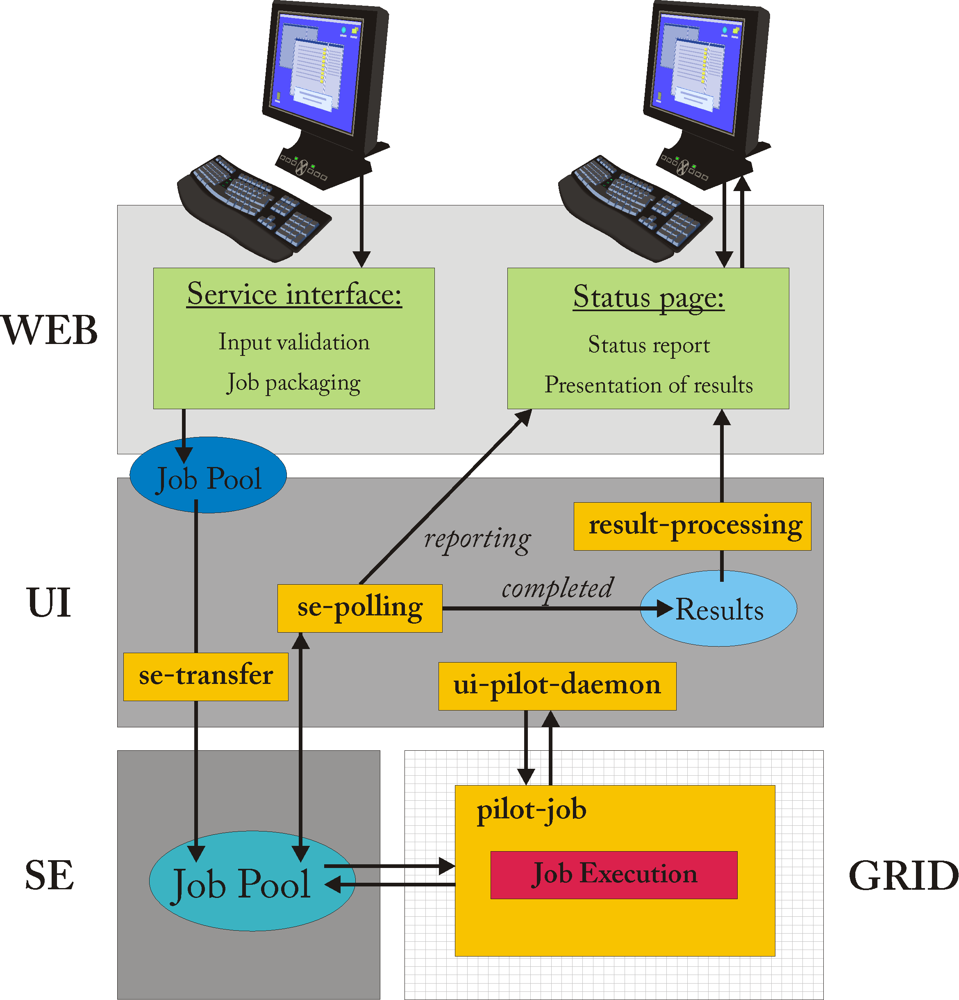 Service interface:
Input validation
Job packaging
Status page:
Status report
Presentation of results
WEB
Job Pool
result-processing
reporting
completed
se-polling
Results
UI
se-transfer
ui-pilot-daemon
pilot-job
Job Execution
SE
Job Pool
GRID